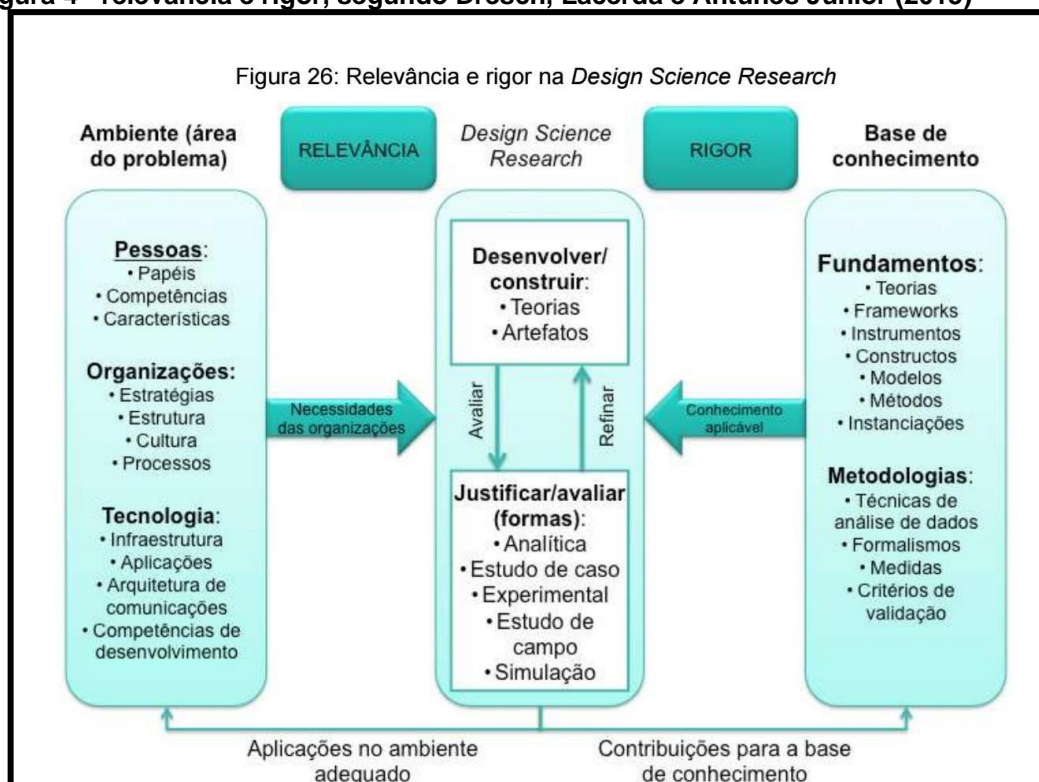 gura 4 - relevância e rigor, segundo Dresch, Lacerda e Antunes Júnior
Figura 26: Relevância e rigor na Design Science Research
Ambiente (área
do problema)
RELEVÂNCIA
Design Science
Research
RIGOR
Base de
conhecimento
Pessoas:
• Papéis
• Competências
• Características
Organizações:
• Estratégias
• Estrutura
• Cultura
• Processos
Tecnologia:
• Infraestrutura
• Aplicações
• Arquitetura de
comunicações
• Competências de
desenvolvimento
Necessidades
das organizações
Desenvolver/
construir:
• Teorias
• Artefatos
Avaliar
Refinar
Justificar/avaliar
(formas):
• Analítica
• Estudo de caso
• Experimental
• Estudo de
campo
• Simulação
Conhecimento
aplicável
Fundamentos:
• Teorias
• Frameworks
• Instrumentos
• Constructos
• Modelos
• Métodos
• Instanciações
Metodologias:
• Técnicas de
análise de dados
• Formalismos
• Medidas
• Critérios de
validação
Aplicações no ambiente
adequado
Contribuições para a base
de conhecimento